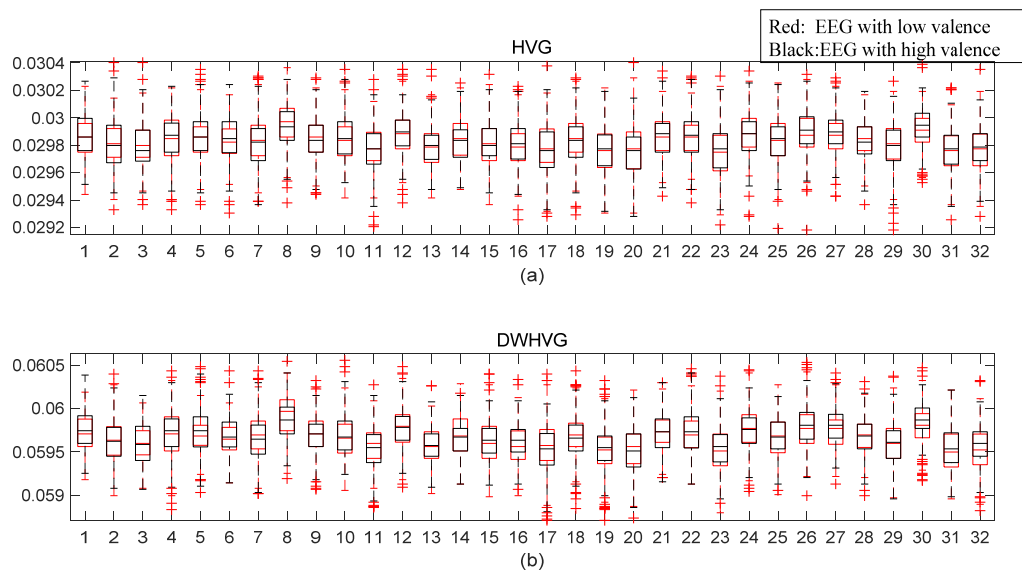 Red: EEG with low valence
Black:EEG with high valence
HVG
0.0304
0.0302
0.03
0.0298
0.0296
0.0294
0.0292
1 2 3 4 5 6 7 8 9 10 11 12 13 14 15 16 17 18 19 20 21 22 23 24 25 26 27 28 29 30 31 32
(a)
DWHVG
0.0605
0.06
0.0595
0.059
1 2 3 4 5 6 7 8 9 10 11 12 13 14 15 16 17 18 19 20 21 22 23 24 25 26 27 28 29 30 31 32
(b)